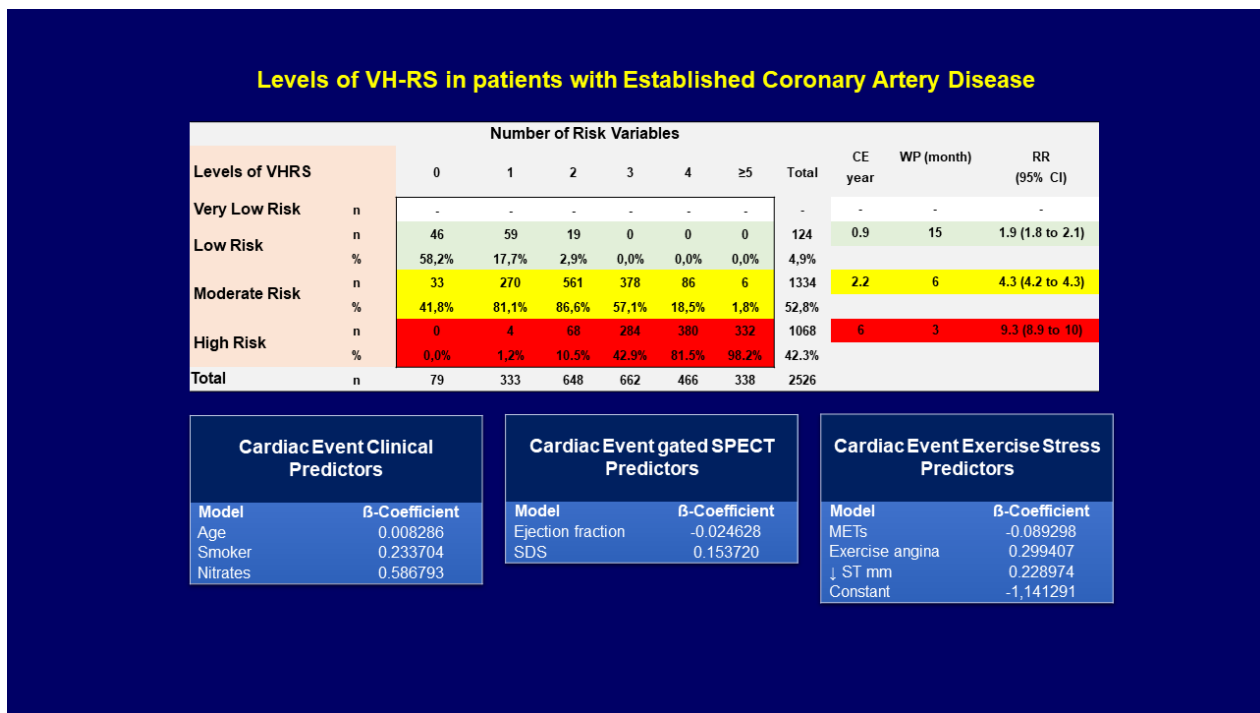 Levels of VH-RS in patients with Established Coronary Artery Disease
Number of Risk Variables
Levels of VHRS 0 1 2 3 4 ≥5 Total CE year WP (month) RR (95% CI)
Very Low Risk n - - - - - - - - - -
Low Risk n 46 59 19 0 0 0 124 0.9 15 1.9 (1.8 to 2.1)
% 58,2% 17,7% 2,9% 0,0% 0,0% 0,0% 4,9%
Moderate Risk n 33 270 561 378 86 6 1334 2.2 6 4.3 (4.2 to 4.3)
% 41,8% 81,1% 86,6% 57,1% 18,5% 1,8% 52,8%
High Risk n 0 4 68 284 380 332 1068 6 3 9.3 (8.9 to 10)
% 0,0% 1,2% 10.5% 42.9% 81.5% 98.2% 42.3%
Total n 79 333 648 662 466 338 2526
Cardiac Event Clinical
Predictors
Model ß-Coefficient
Age 0.008286
Smoker 0.233704
Nitrates 0.586793
Cardiac Event gated SPECT
Predictors
Model ß-Coefficient
Ejection fraction -0.024628
SDS 0.153720
Cardiac Event Exercise Stress
Predictors
Model ß-Coefficient
METs -0.089298
Exercise angina 0.299407
↓ ST mm 0.228974
Constant -1,141291